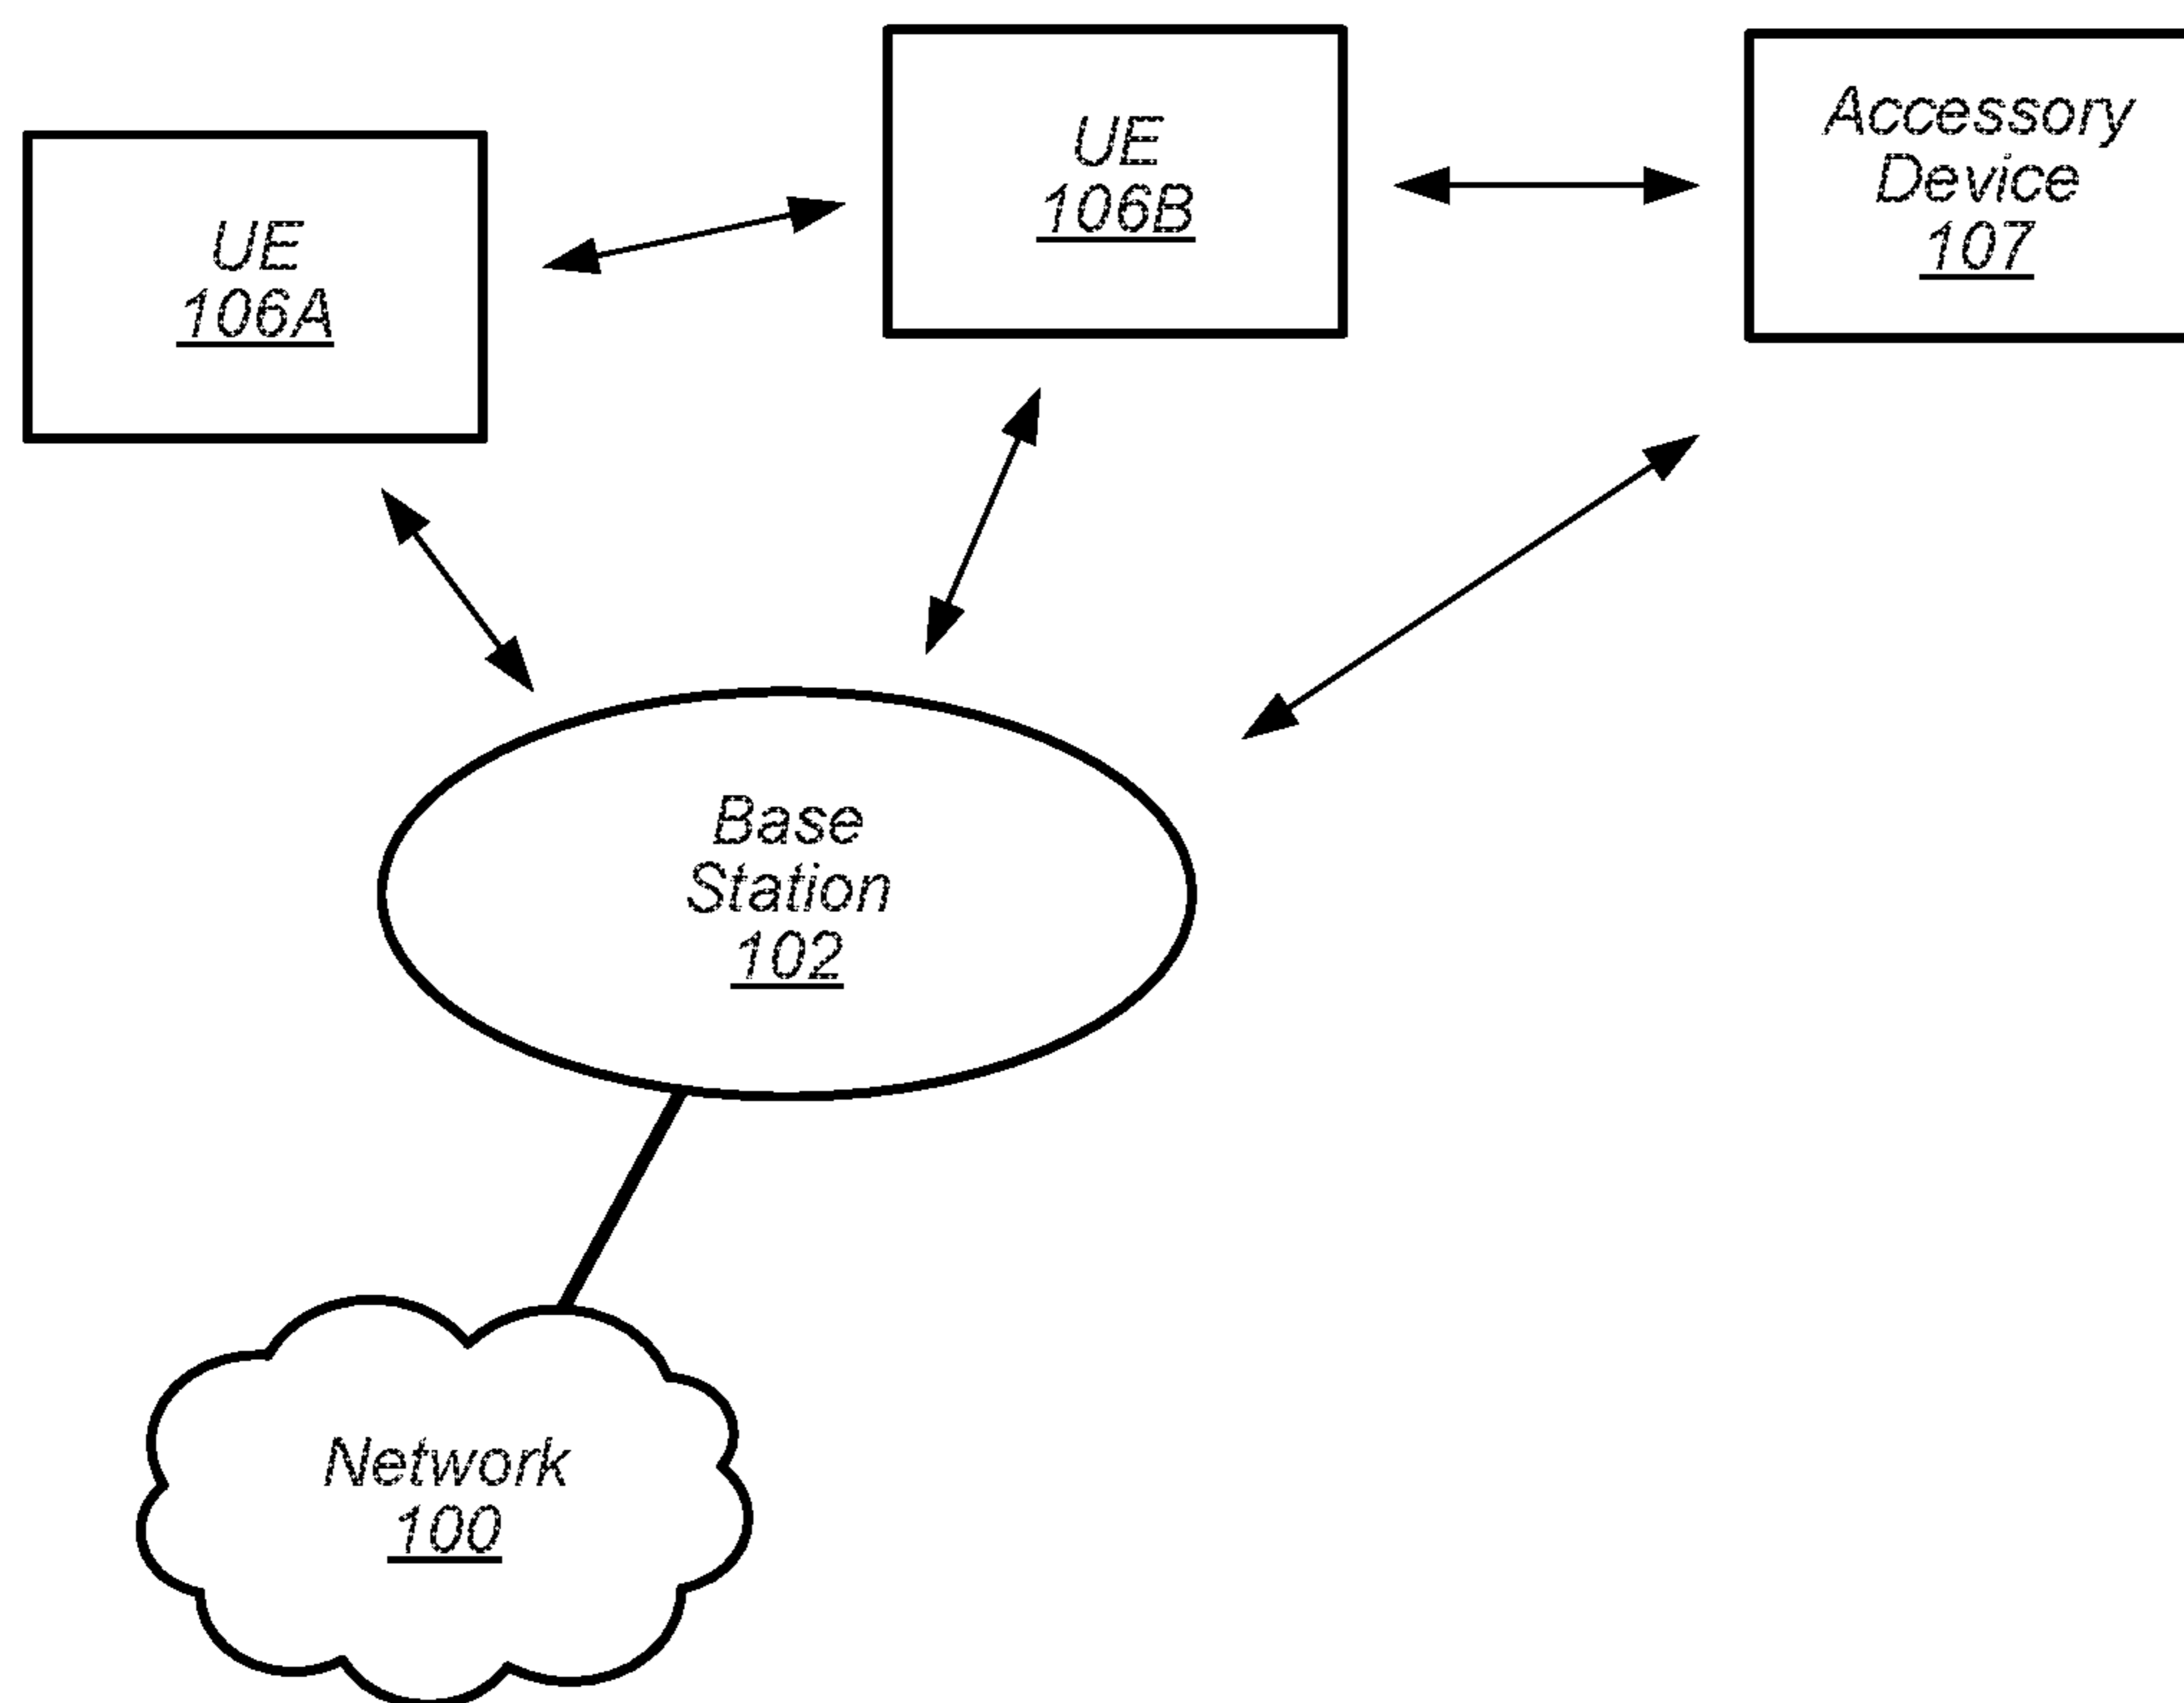 UE
106A
UE
106B
Accessory
Device
107
Base
Station
102
Network
100